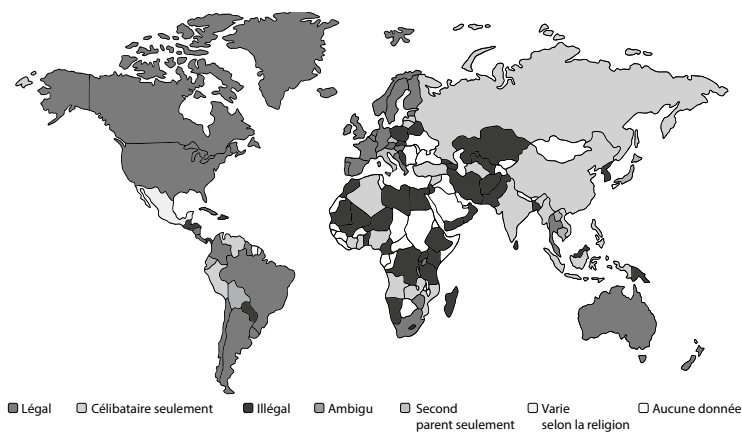 Légal
Célibataire seulement
Illégal
Ambigu
Second
parent seulement
Varie
selon la religion
Aucune donnée